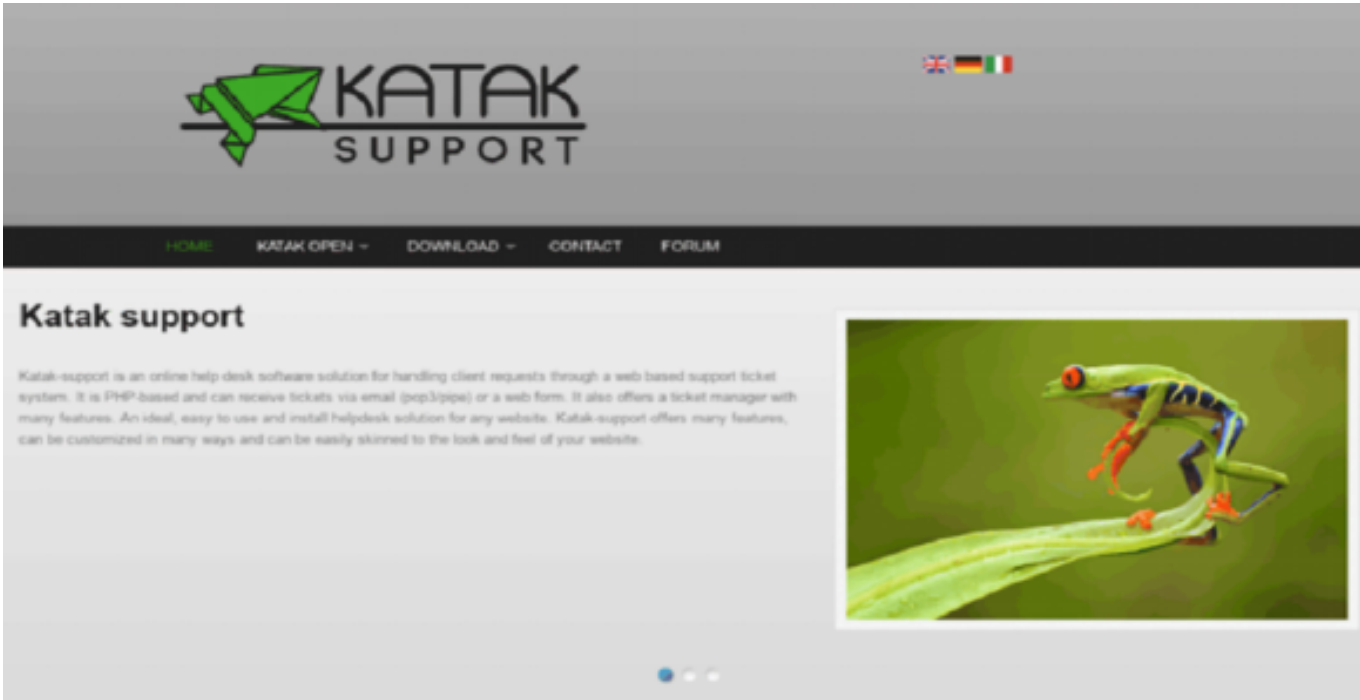 KATAK
SUPPORT
HOME KATAK OPEN DOWNLOAD CONTACT FORUM
Katak support
Katak-support is an online help desk software solution for handling client requests through a web based support ticket
system. It is PHP-based and can receive tickets via email (pop3/pipe) or a web form. It also offers a ticket manager with
many features. An ideal, easy to use and install helpdesk solution for any website. Katak-support offers many features,
can be customized in many ways and can be easily skinned to the look and feel of your website.